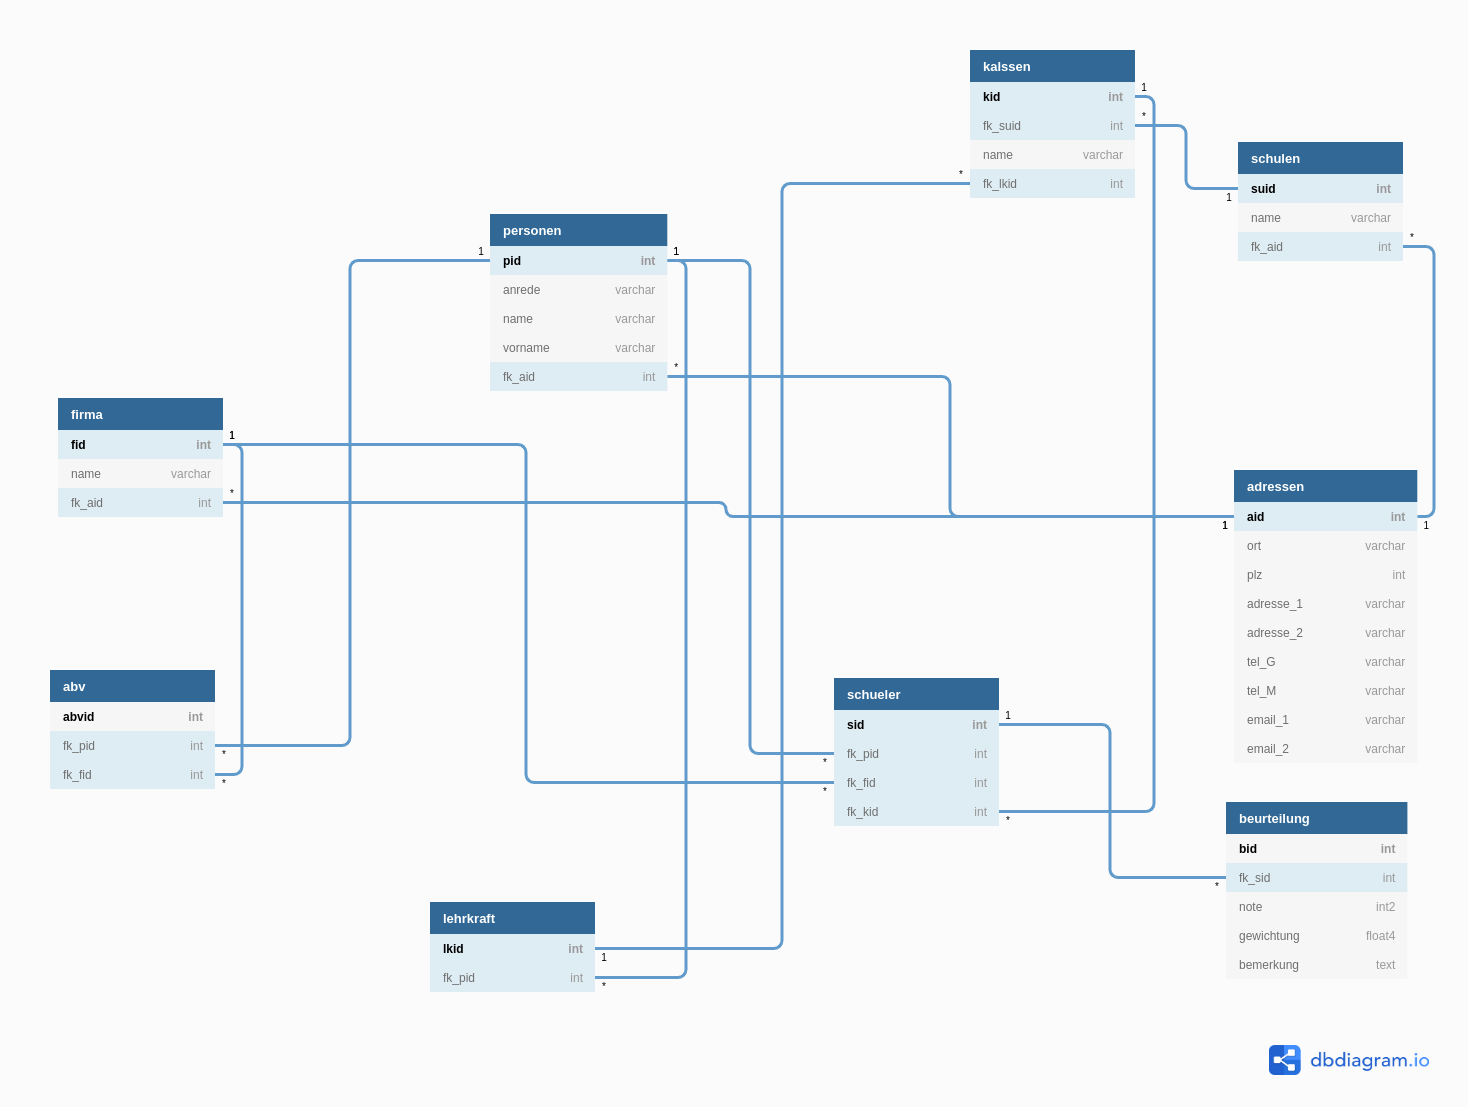 kalssen
kid int
fk_suid int
name varchar
fk_lkid int
1
*
*
schulen
suid int
name varchar
fk_aid int
1
*
personen
pid int
anrede varchar
name varchar
vorname varchar
fk_aid int
1
1
*
firma
fid int
name varchar
fk_aid int
1
*
adressen
aid int
ort varchar
plz int
adresse_1 varchar
adresse_2 varchar
tel_G varchar
tel_M varchar
email_1 varchar
email_2 varchar
1
1
abv
abvid int
fk_pid int
fk_fid int
*
*
schueler
sid int
fk_pid int
fk_fid int
fk_kid int
1
*
*
*
beurteilung
bid int
fk_sid int
note int2
gewichtung float4
bemerkung text
*
lehrkraft
lkid int
fk_pid int
1
*
dbdiagram.io